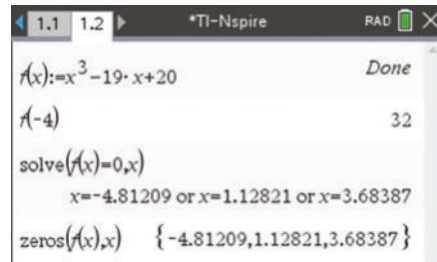 1.1 1.2 *TI-Nspire RAD
f(x):=x³−19·x+20 Done
f(-4) 32
solve(f(x)=0,x)
x=-4.81209 or x=1.12821 or x=3.68387
zeros(f(x),x) {-4.81209,1.12821,3.68387}